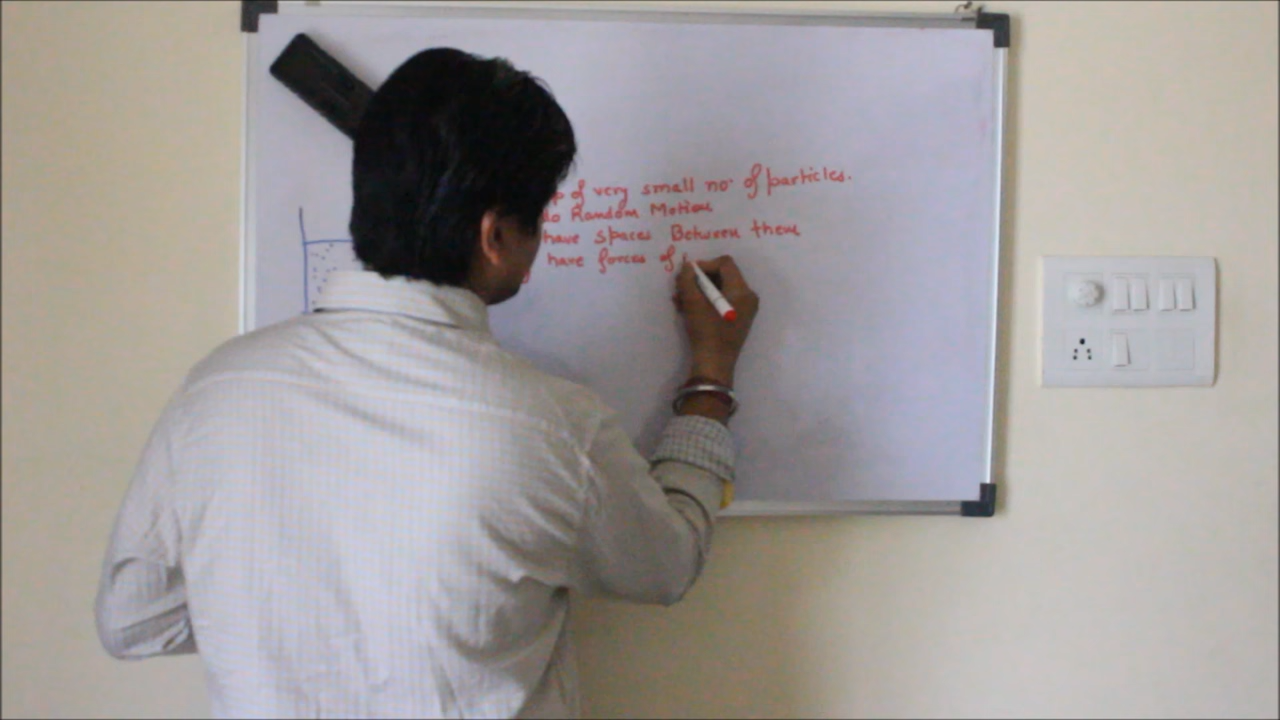 of very small no. of particles.
do Random Motion
have spaces Between them
have forces of